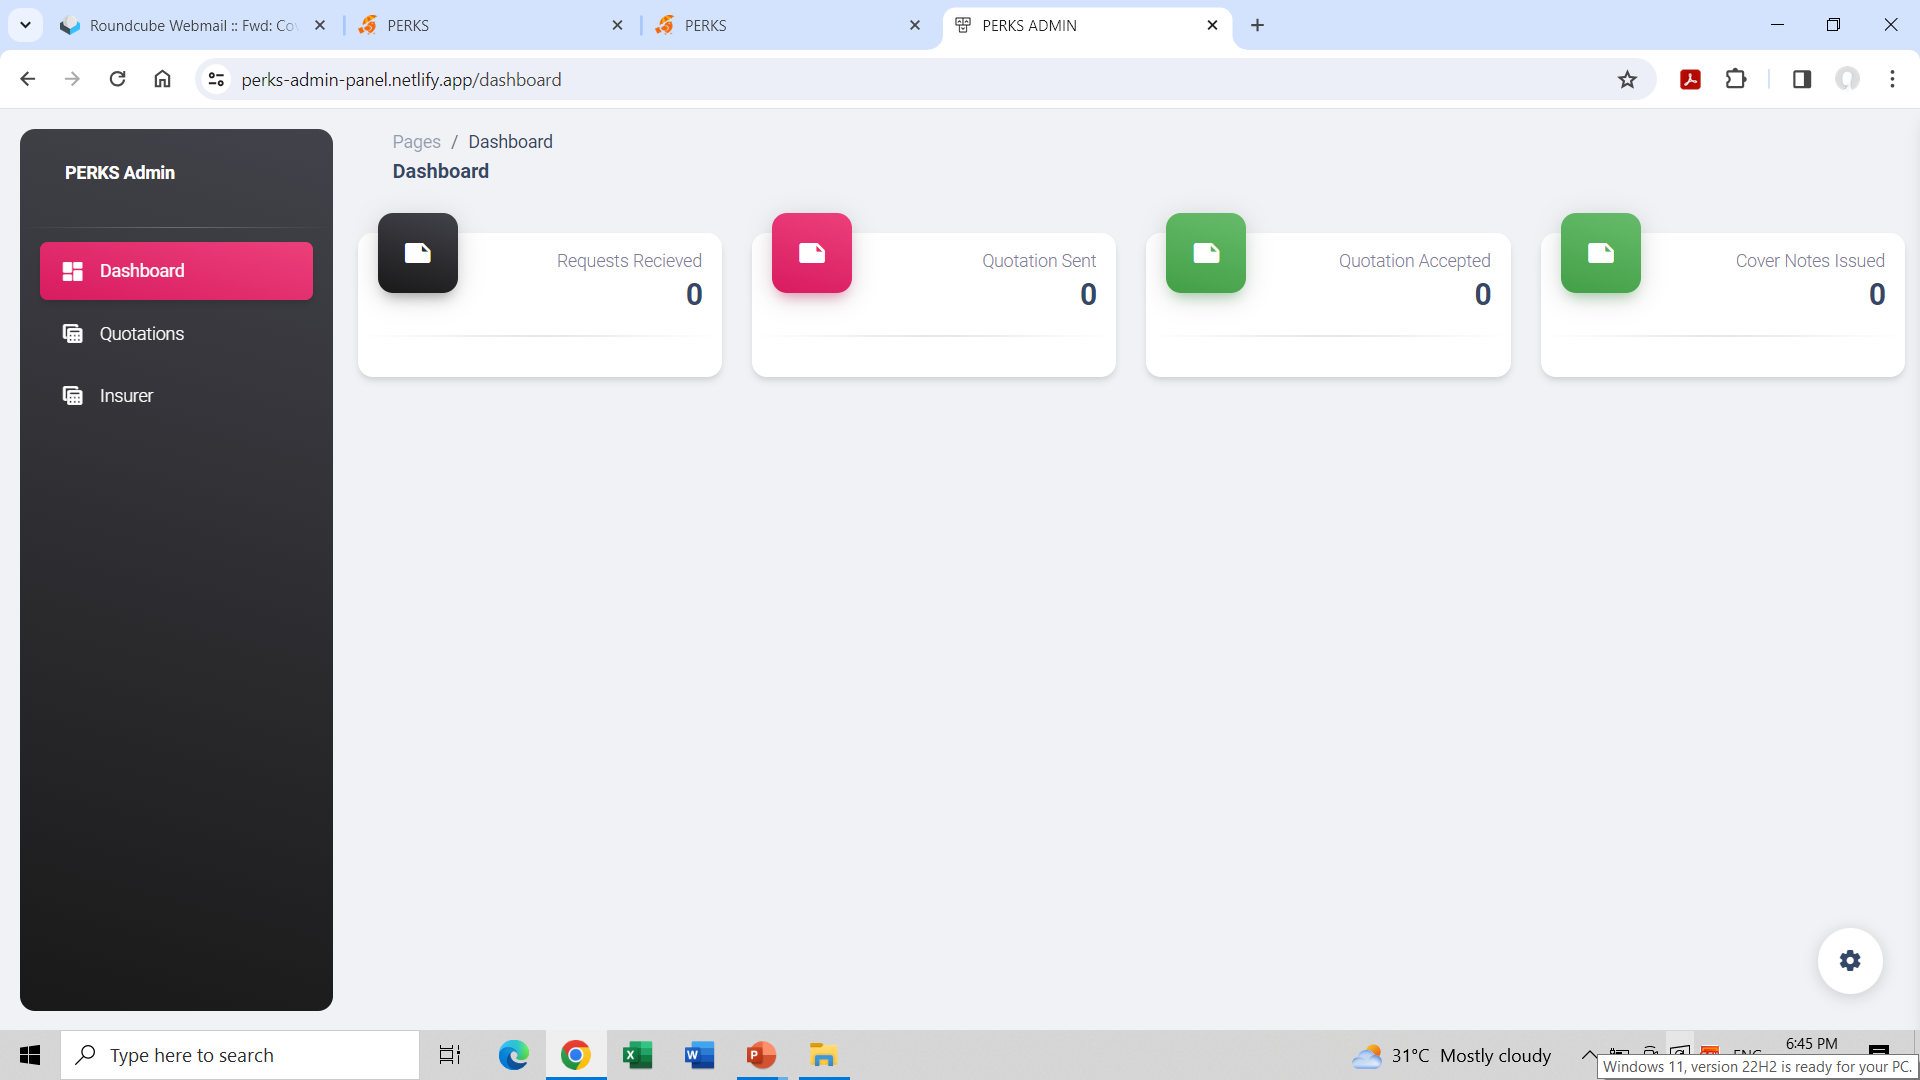 Roundcube Webmail :: Fwd: Co
PERKS
PERKS
PERKS ADMIN
perks-admin-panel.netlify.app/dashboard
PERKS Admin
Dashboard
Quotations
Insurer
Pages / Dashboard
Dashboard
Requests Recieved
0
Quotation Sent
0
Quotation Accepted
0
Cover Notes Issued
0
Type here to search
31°C Mostly cloudy
6:45 PM
Windows 11, version 22H2 is ready for your PC.